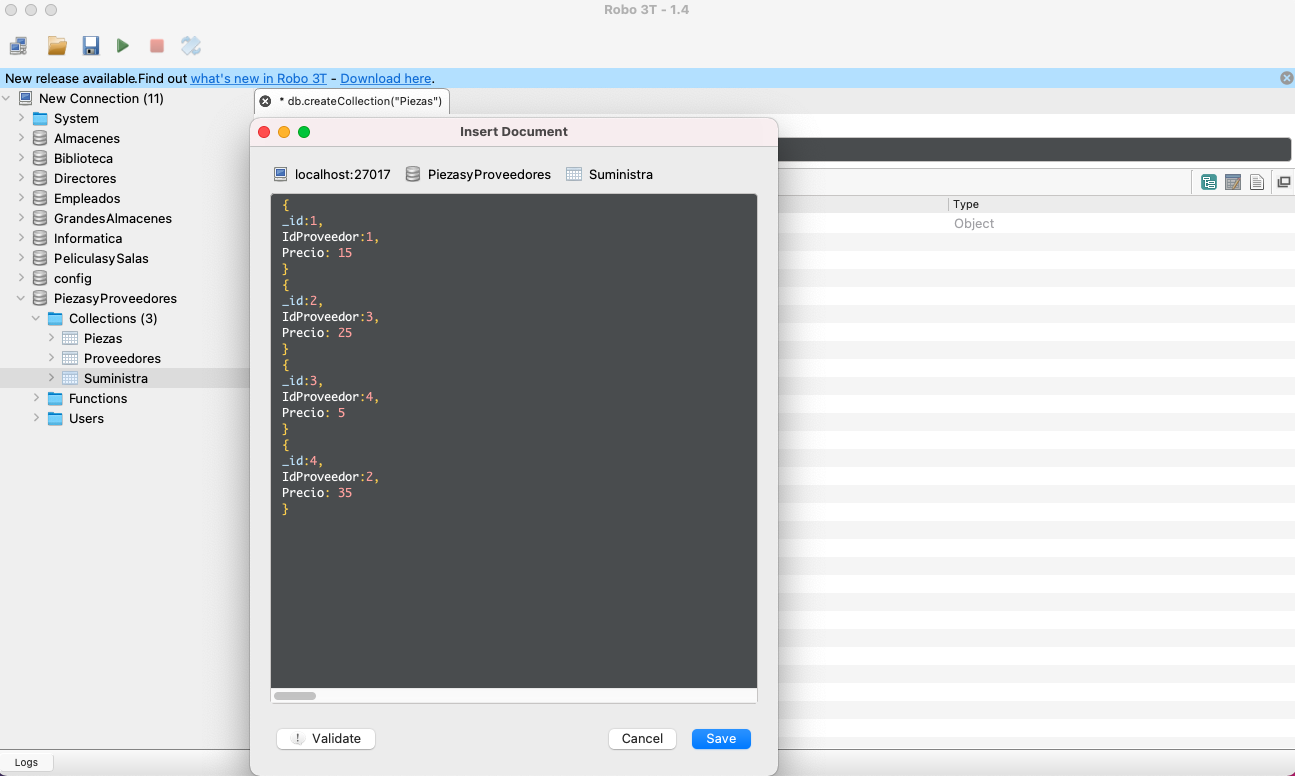 Robo 3T - 1.4
New release available.Find out what's new in Robo 3T - Download here.
New Connection (11)
System
Almacenes
Biblioteca
Directores
Empleados
GrandesAlmacenes
Informatica
PeliculasySalas
config
PiezasyProveedores
Collections (3)
Piezas
Proveedores
Suministra
Functions
Users
* db.createCollection("Piezas")
Type
Object
Insert Document
localhost:27017 PiezasyProveedores Suministra
{
_id:1,
IdProveedor:1,
Precio: 15
}
{
_id:2,
IdProveedor:3,
Precio: 25
}
{
_id:3,
IdProveedor:4,
Precio: 5
}
{
_id:4,
IdProveedor:2,
Precio: 35
}
! Validate Cancel Save
Logs